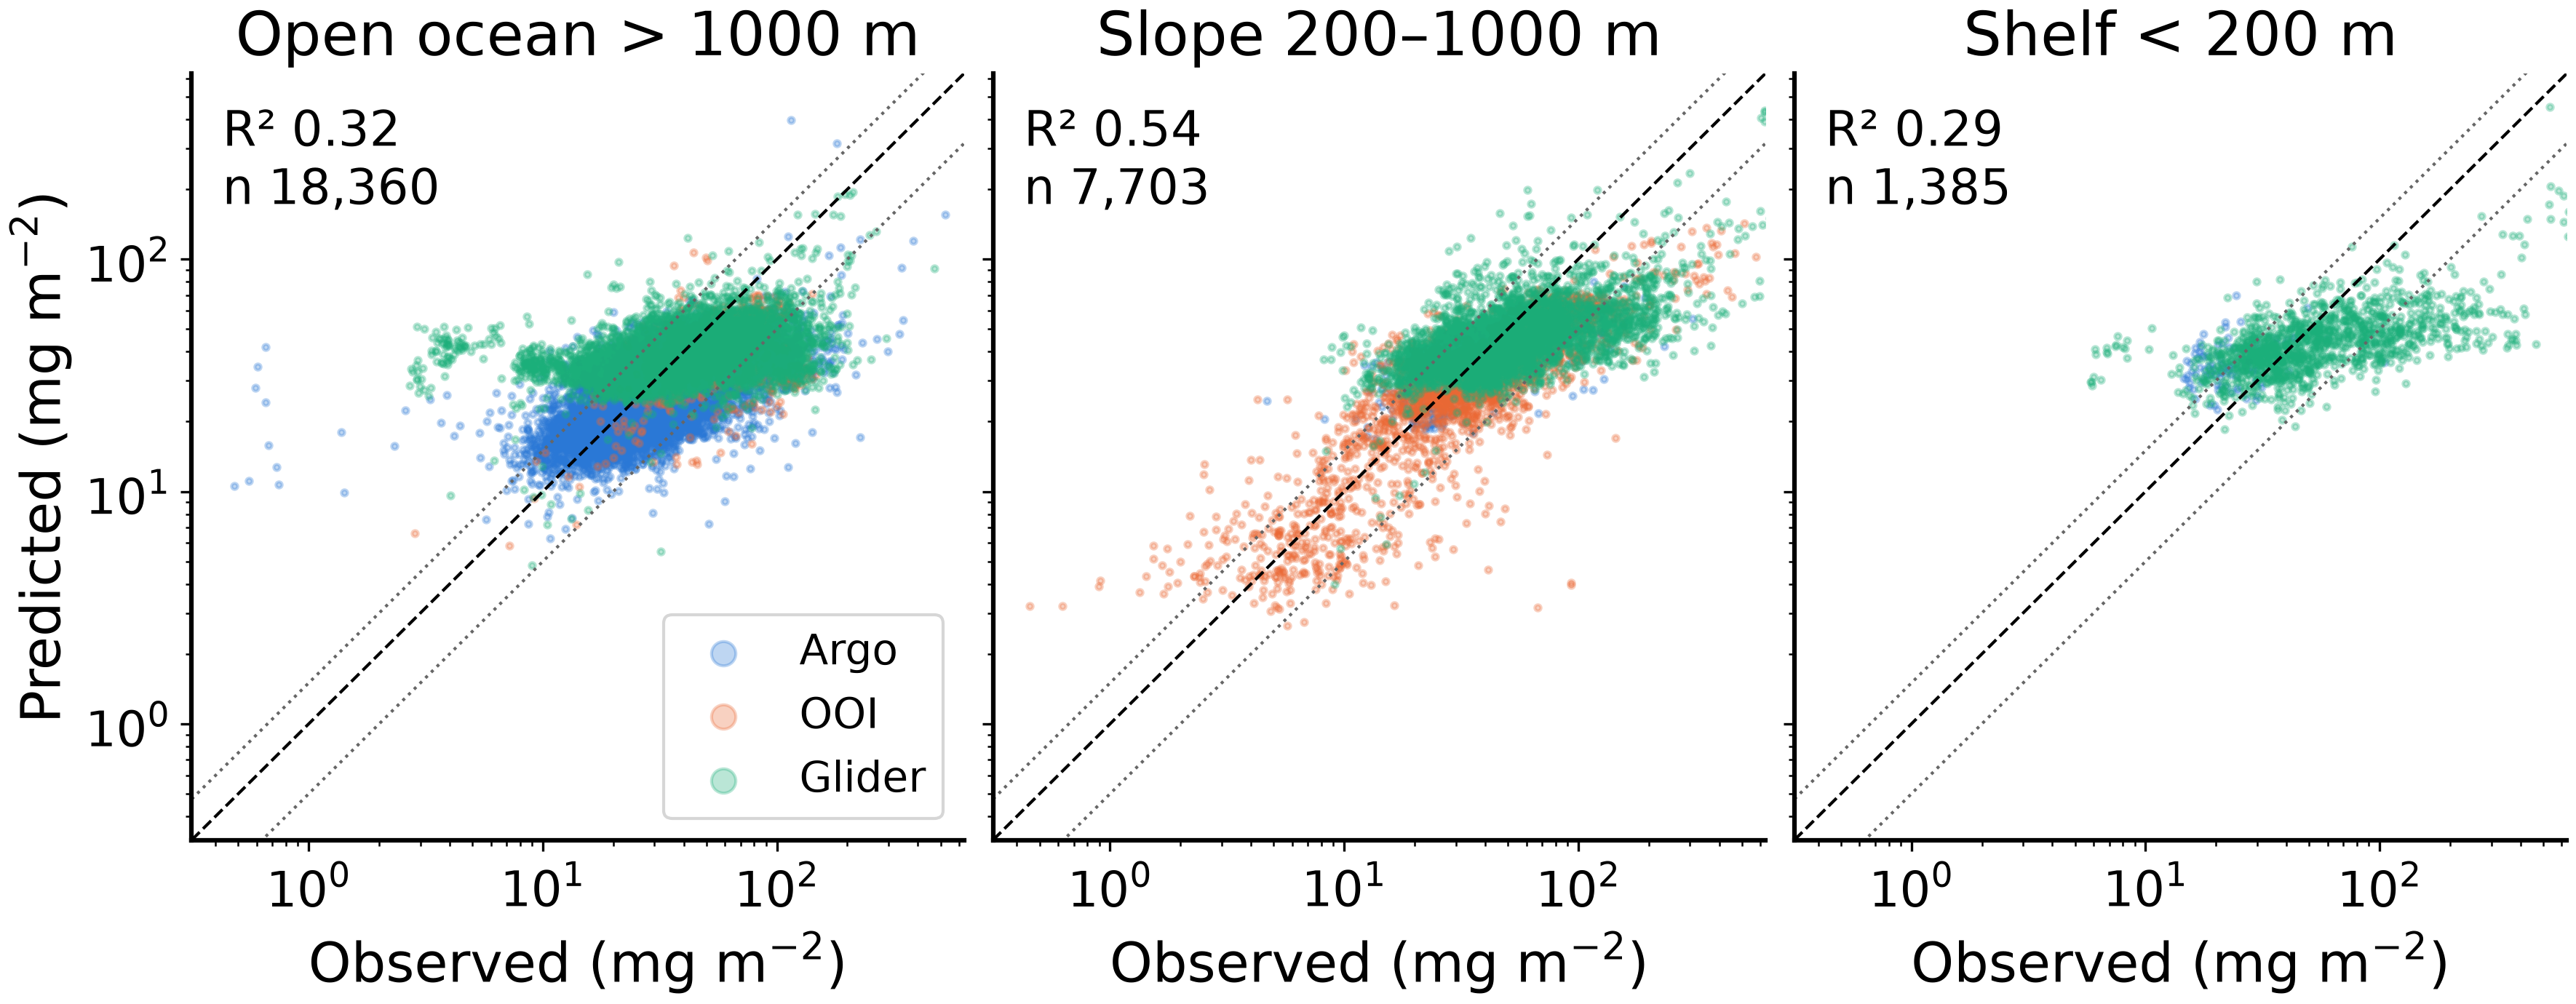 Open ocean > 1000 m
Slope 200–1000 m
Shelf < 200 m
R² 0.32
n 18,360
R² 0.54
n 7,703
R² 0.29
n 1,385
Predicted (mg m⁻²)
10²
10¹
10⁰
Argo
OOI
Glider
10⁰ 10¹ 10²
10⁰ 10¹ 10²
10⁰ 10¹ 10²
Observed (mg m⁻²)
Observed (mg m⁻²)
Observed (mg m⁻²)